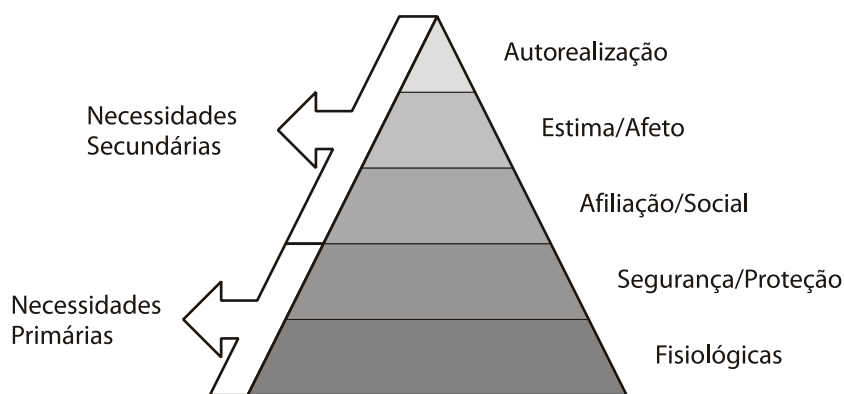 Autorealização
Necessidades
Secundárias
Estima/Afeto
Afiliação/Social
Segurança/Proteção
Necessidades
Primárias
Fisiológicas